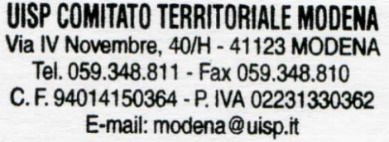 UISP COMITATO TERRITORIALE MODENA
Via IV Novembre, 40/H - 41123 MODENA
Tel. 059.348.811 - Fax 059.348.810
C. F. 94014150364 - P. IVA 02231330362
E-mail: modena@uisp.it